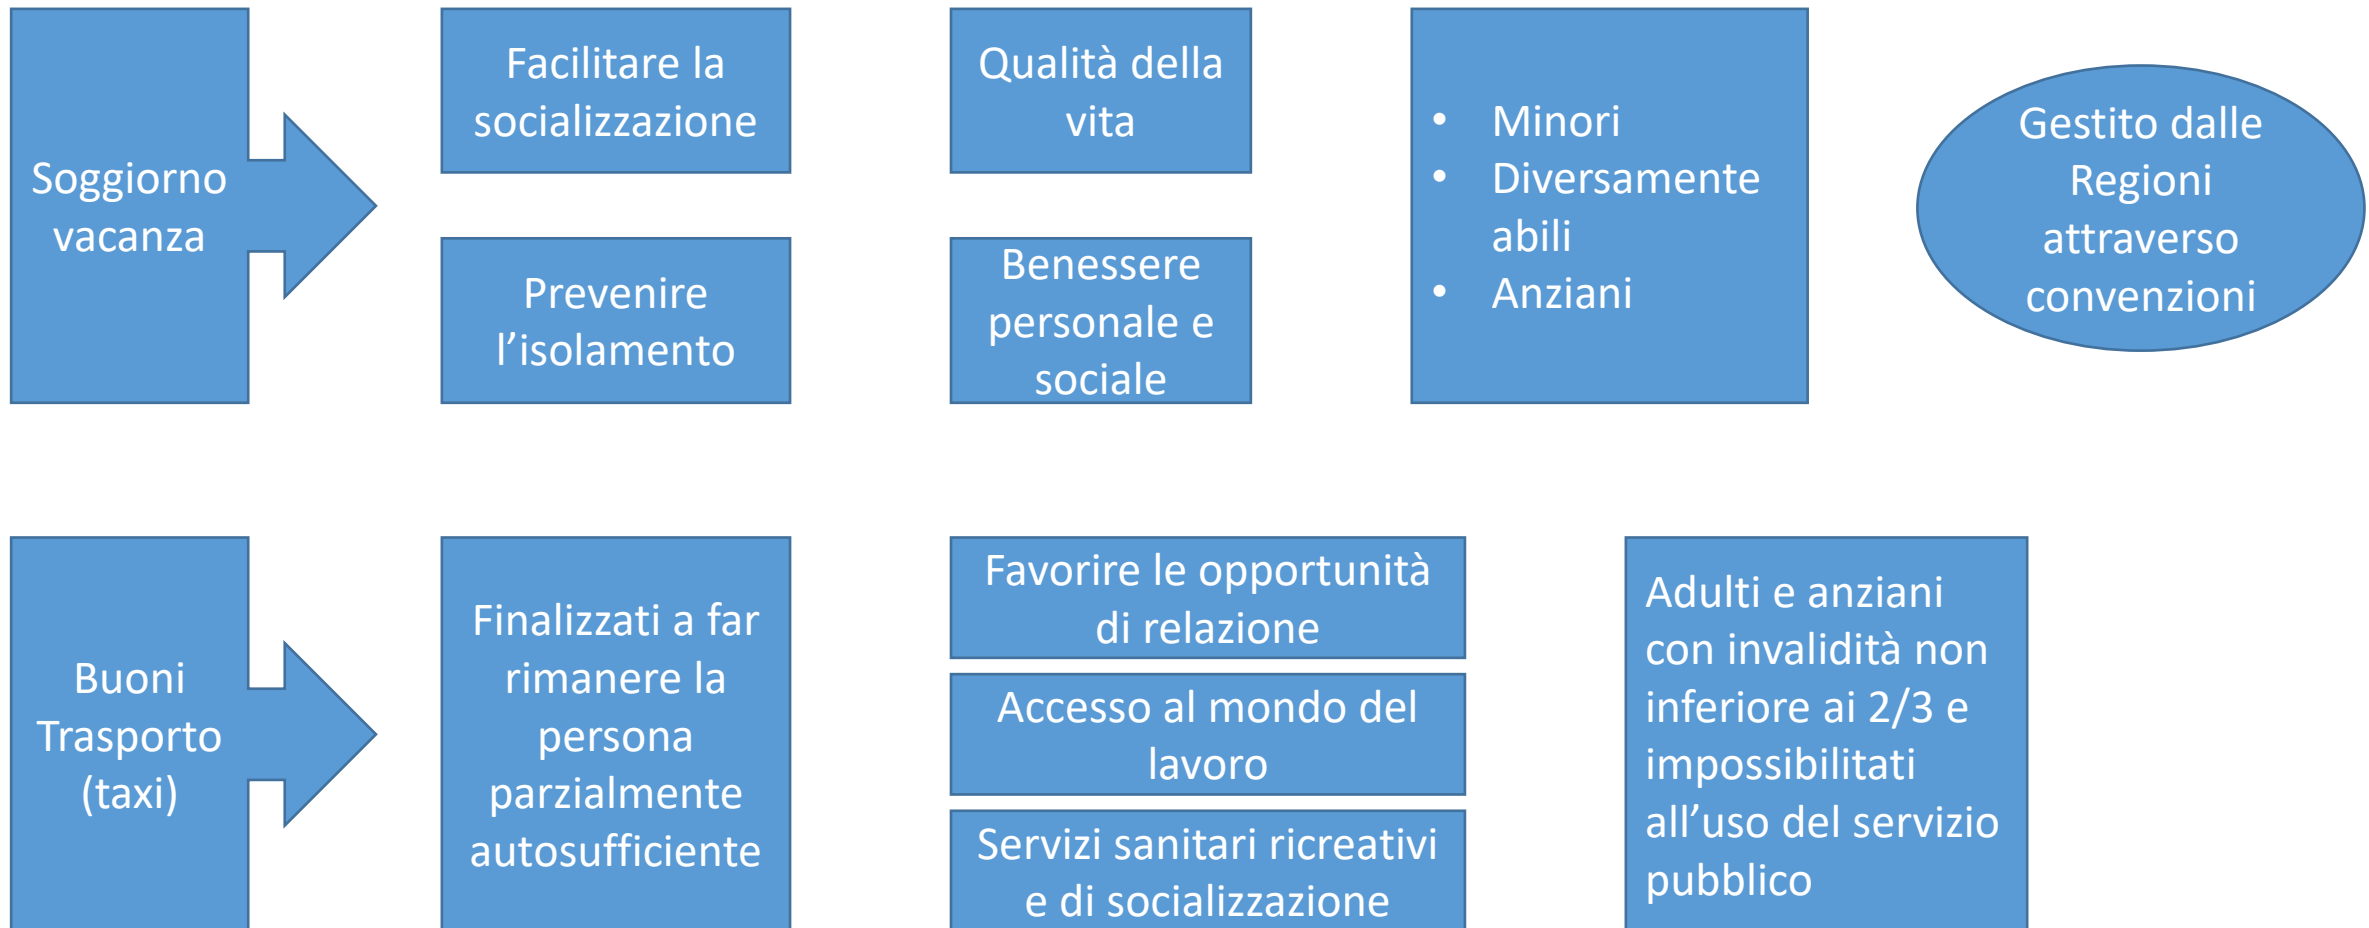 Soggiorno
vacanza
Facilitare la
socializzazione
Prevenire
l’isolamento
Qualità della
vita
Benessere
personale e
sociale
• Minori
• Diversamente
abili
• Anziani
Gestito dalle
Regioni
attraverso
convenzioni
Buoni
Trasporto
(taxi)
Finalizzati a far
rimanere la
persona
parzialmente
autosufficiente
Favorire le opportunità
di relazione
Accesso al mondo del
lavoro
Servizi sanitari ricreativi
e di socializzazione
Adulti e anziani
con invalidità non
inferiore ai 2/3 e
impossibilitati
all’uso del servizio
pubblico